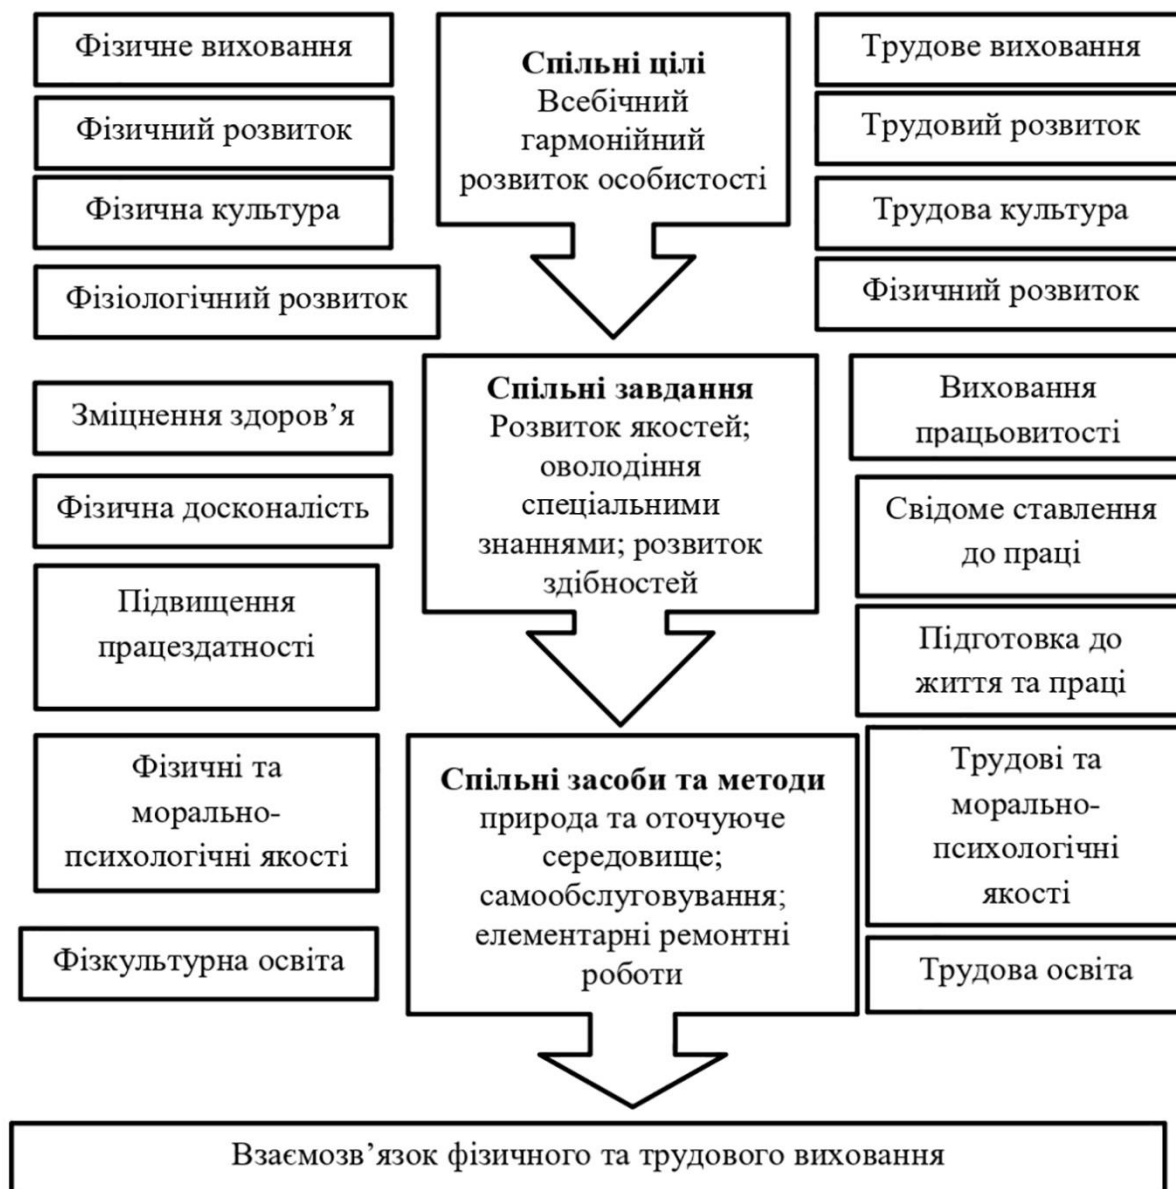 Фізичне виховання
Фізичний розвиток
Фізична культура
Фізіологічний розвиток
Спільні цілі
Всебічний
гармонійний
розвиток особистості
Трудове виховання
Трудовий розвиток
Трудова культура
Фізичний розвиток
Зміцнення здоров’я
Фізична досконалість
Підвищення
працездатності
Спільні завдання
Розвиток якостей;
оволодіння
спеціальними
знаннями; розвиток
здібностей
Виховання
працьовитості
Свідоме ставлення
до праці
Підготовка до
життя та праці
Фізичні та
морально-
психологічні якості
Фізкультурна освіта
Спільні засоби та методи
природа та оточуюче
середовище;
самообслуговування;
елементарні ремонтні
роботи
Трудові та
морально-
психологічні
якості
Трудова освіта
Взаємозв’язок фізичного та трудового виховання